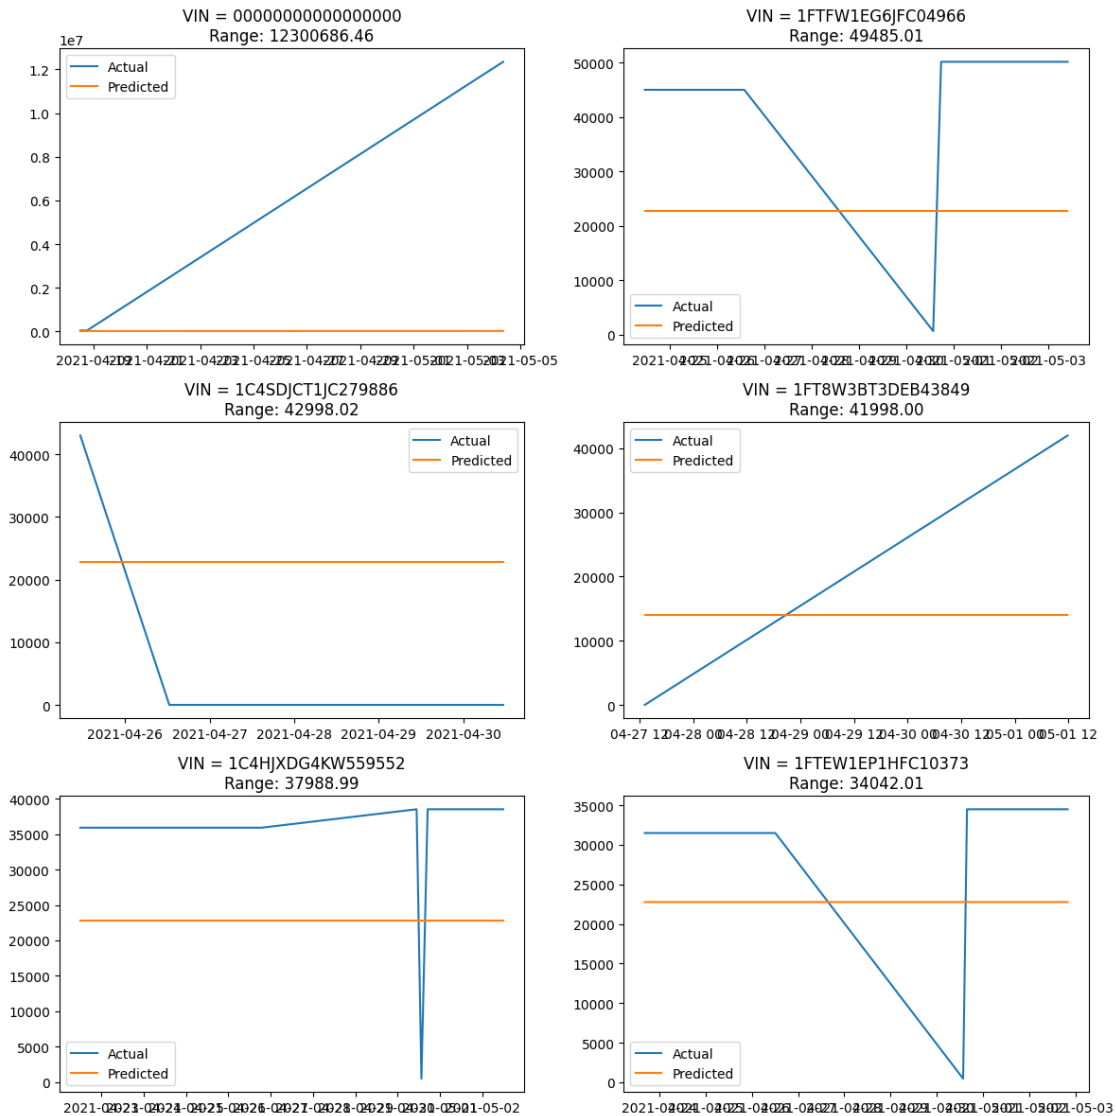 VIN = 00000000000000000
Range: 12300686.46
1e7
1.2
1.0
0.8
0.6
0.4
0.2
0.0
Actual
Predicted
VIN = 1FTFW1EG6JFC04966
Range: 49485.01
50000
40000
30000
20000
10000
0
Actual
Predicted
VIN = 1C4SDJCT1JC279886
Range: 42998.02
40000
30000
20000
10000
0
Actual
Predicted
2021-04-26 2021-04-27 2021-04-28 2021-04-29 2021-04-30
VIN = 1FT8W3BT3DEB43849
Range: 41998.00
40000
30000
20000
10000
0
Actual
Predicted
04-27 12 04-28 00 04-28 12 04-29 00 04-29 12 04-30 00 04-30 12 05-01 00 05-01 12
VIN = 1C4HJXDG4KW559552
Range: 37988.99
40000
35000
30000
25000
20000
15000
10000
5000
0
Actual
Predicted
VIN = 1FTEW1EP1HFC10373
Range: 34042.01
35000
30000
25000
20000
15000
10000
5000
0
Actual
Predicted